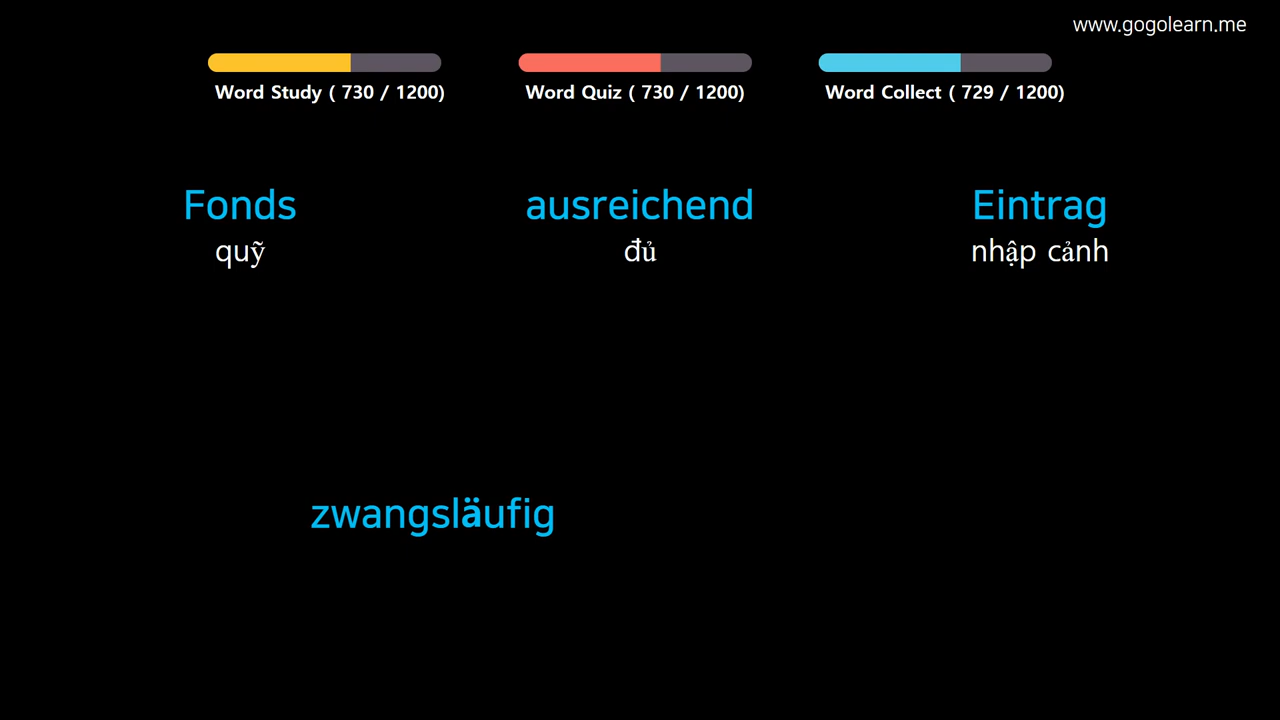 www.gogolearn.me
Word Study ( 730 / 1200)
Word Quiz ( 730 / 1200)
Word Collect ( 729 / 1200)
Fonds
quỹ
ausreichend
đủ
Eintrag
nhập cảnh
zwangsläufig